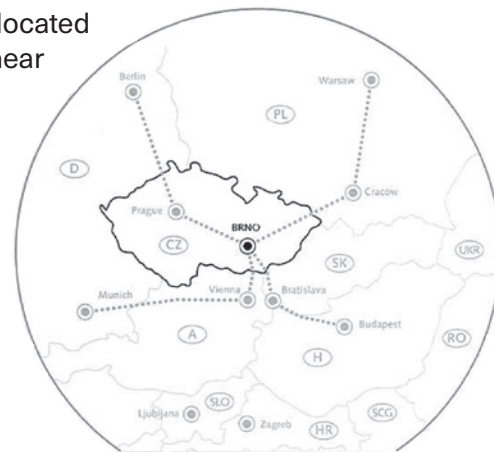 located
near
Berlin
Warsaw
PL
D
Cracow
Prague
BRNO
CZ
SK
UKR
Munich
Vienna
Bratislava
Budapest
A
H
RO
SLO
Ljubljana
Zagreb
HR
SCG